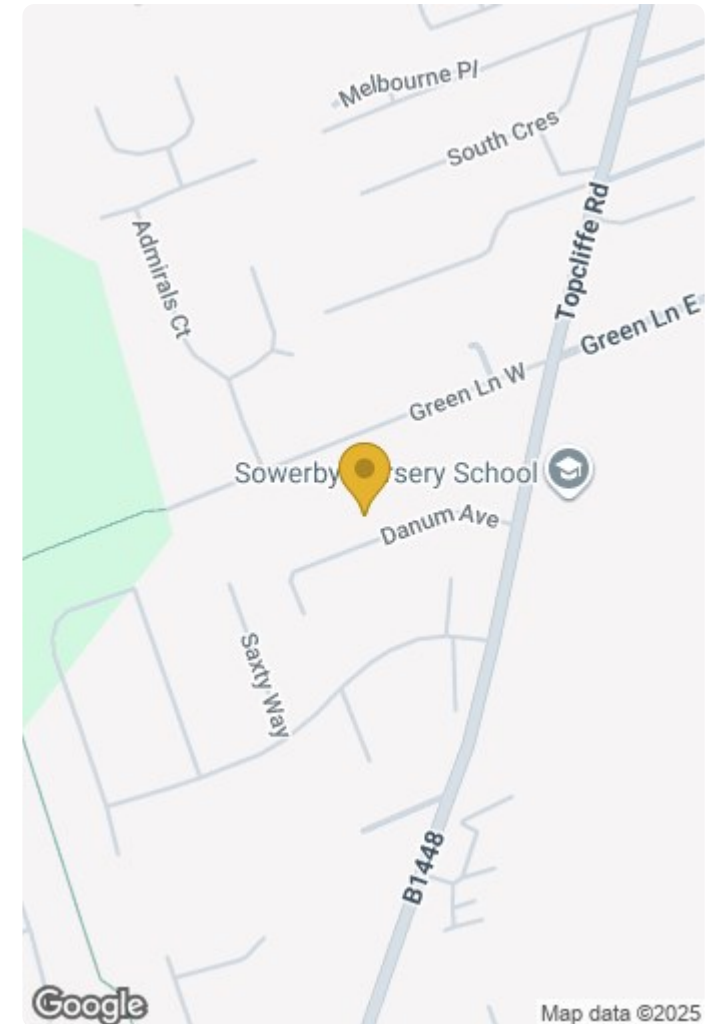 Melbourne Pl
South Cres
Admirals Ct
Topcliffe Rd
Green Ln E
Green Ln W
Sowerby Nursery School
Danum Ave
Saxty Way
B1448
Google
Map data ©2025